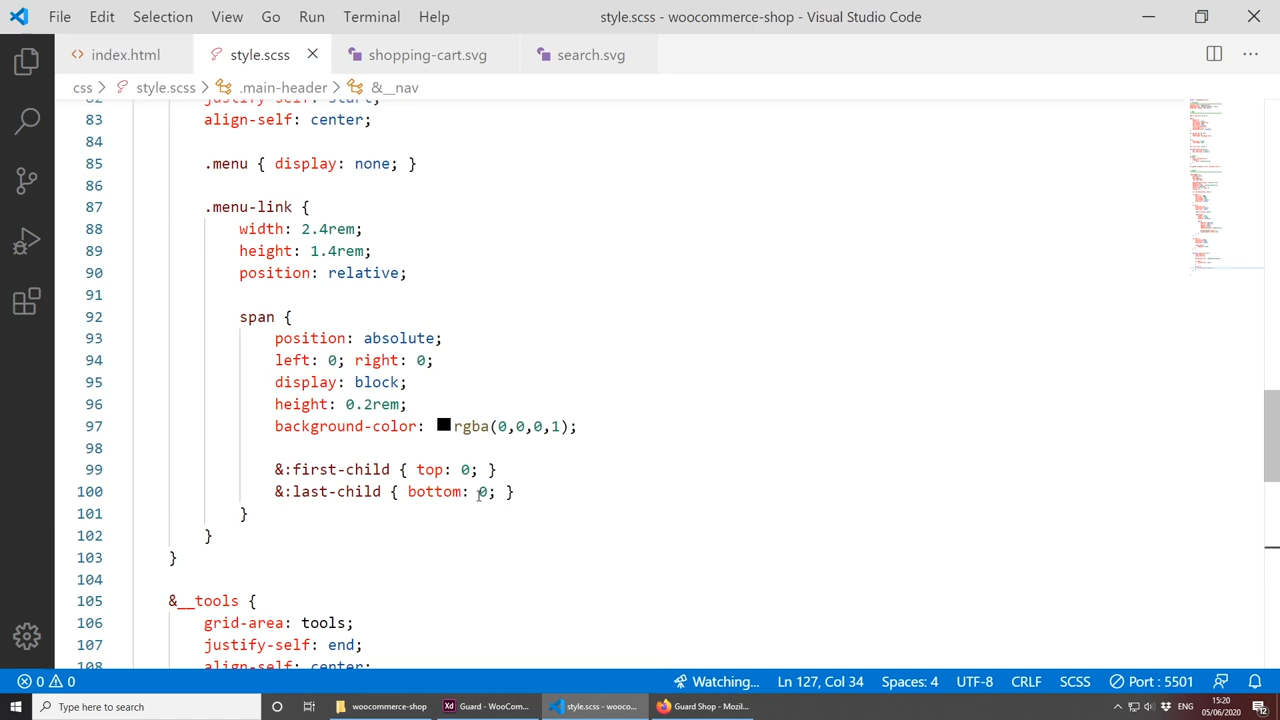 File Edit Selection View Go Run Terminal Help style.scss - woocommerce-shop - Visual Studio Code
index.html style.scss shopping-cart.svg search.svg
css > style.scss > .main-header > &__nav
82 justify-self: start;
83 align-self: center;
84
85 .menu { display: none; }
86
87 .menu-link {
88 width: 2.4rem;
89 height: 1.4rem;
90 position: relative;
91
92 span {
93 position: absolute;
94 left: 0; right: 0;
95 display: block;
96 height: 0.2rem;
97 background-color: rgba(0,0,0,1);
98
99 &:first-child { top: 0; }
100 &:last-child { bottom: 0; }
101 }
102 }
103 }
104
105 &__tools {
106 grid-area: tools;
107 justify-self: end;
108 align-self: center;
0 0 Watching... Ln 127, Col 34 Spaces: 4 UTF-8 CRLF SCSS Port : 5501
Type here to search woocommerce-shop Guard - WooCom... style.scss - wooco... Guard Shop - Mozil... 15:20
05/06/2020